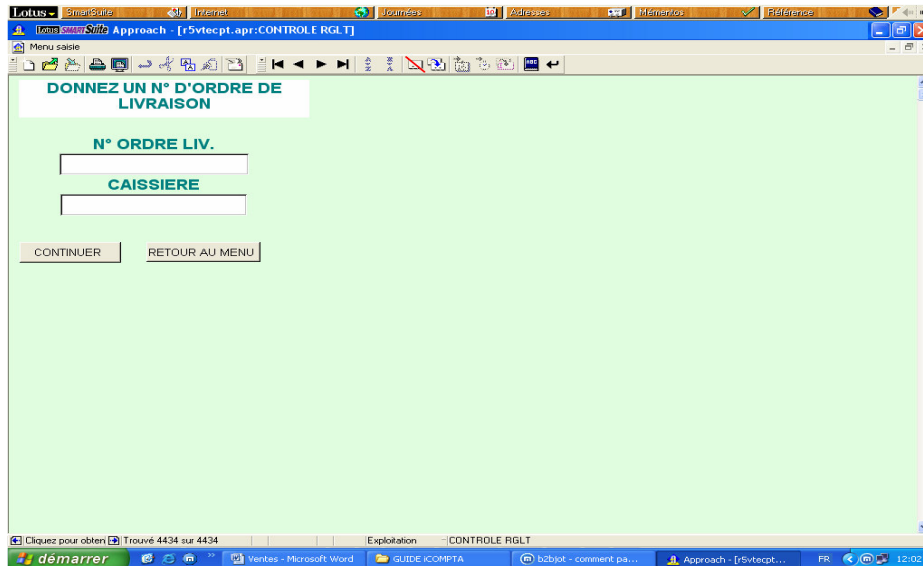 Lotus SmartSuite Internet Journées 10 Adresses Mémentos Référence
Lotus SMARTSuite Approach - [r5vtecpt.apr:CONTROLE RGLT]
Menu saisie
DONNEZ UN N° D'ORDRE DE
LIVRAISON
N° ORDRE LIV.
CAISSIERE
CONTINUER RETOUR AU MENU
Cliquez pour obten Trouvé 4434 sur 4434 Exploitation CONTROLE RGLT
démarrer Ventes - Microsoft Word GUIDE iCOMPTA b2bjot - comment pa... Approach - [r5vtecpt... FR 12:02